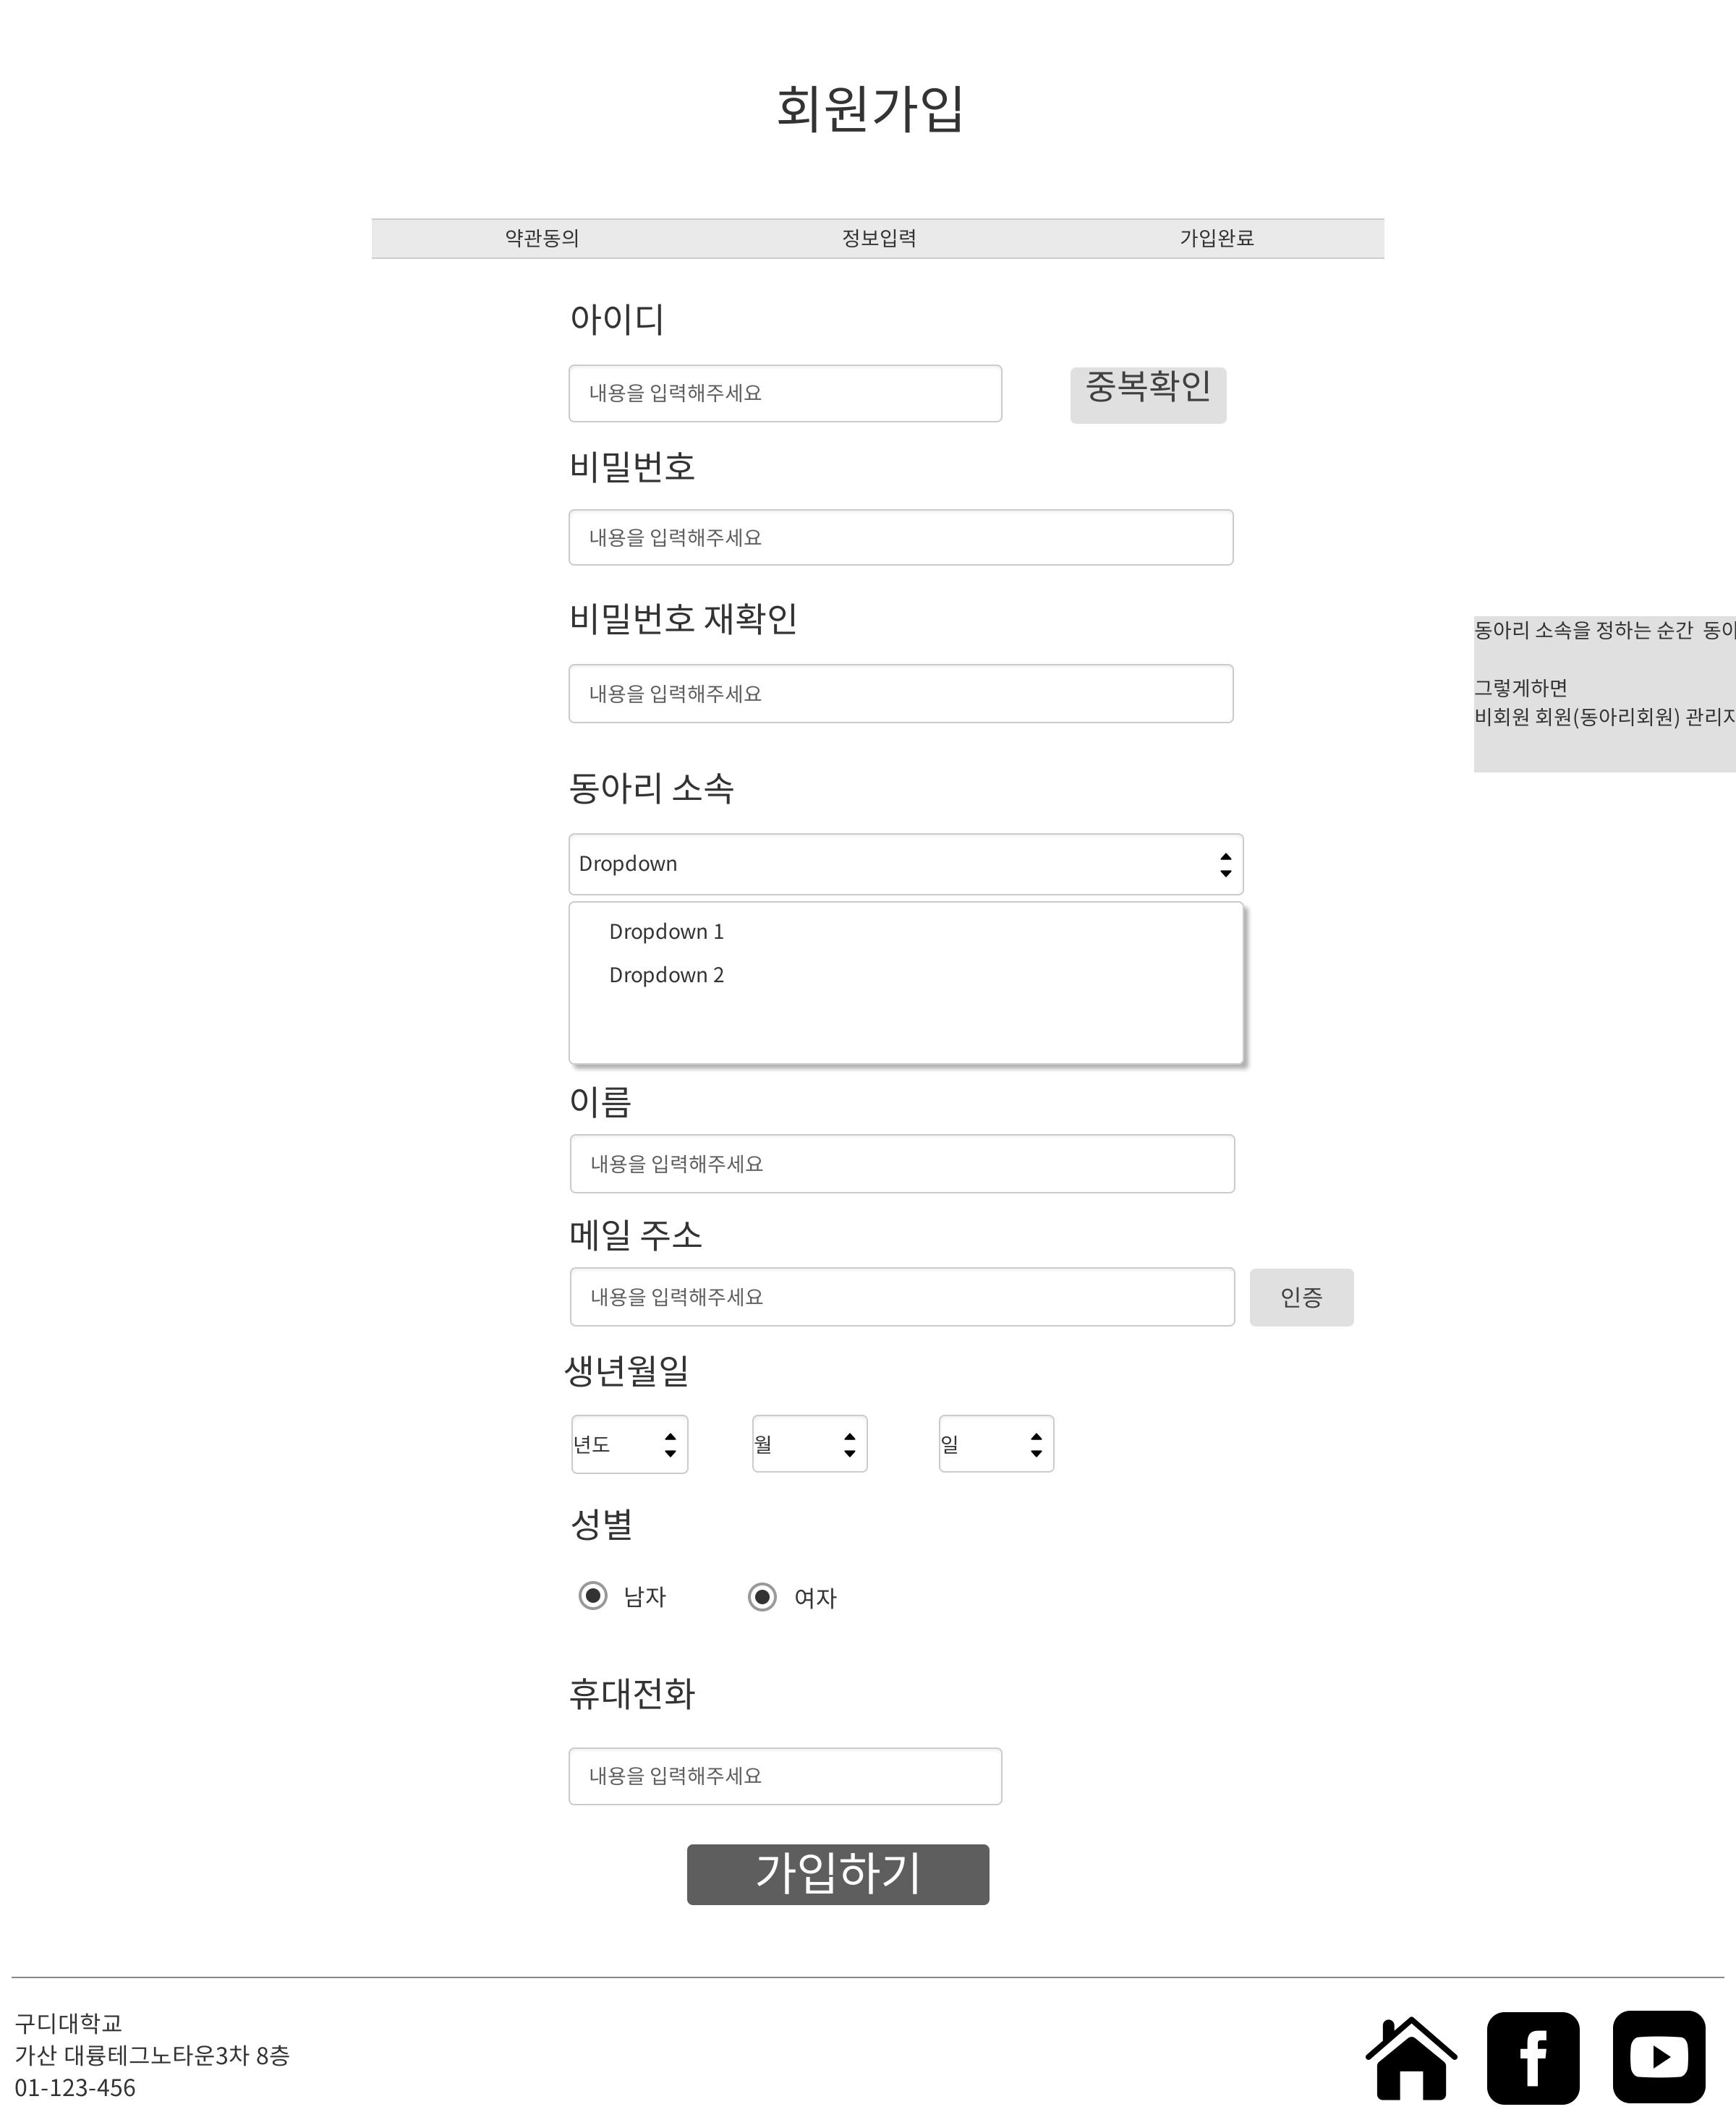 회원가입
약관동의 정보입력 가입완료
아이디
내용을 입력해주세요 중복확인
비밀번호
내용을 입력해주세요
비밀번호 재확인
내용을 입력해주세요
동아리 소속을 정하는 순간
그렇게하면
비회원 회원(동아리회원)
동아리 소속
Dropdown
Dropdown 1
Dropdown 2
이름
내용을 입력해주세요
메일 주소
내용을 입력해주세요 인증
생년월일
년도 월 일
성별
남자 여자
휴대전화
내용을 입력해주세요
가입하기
구디대학교
가산 대륭테크노타운3차 8층
01-123-456